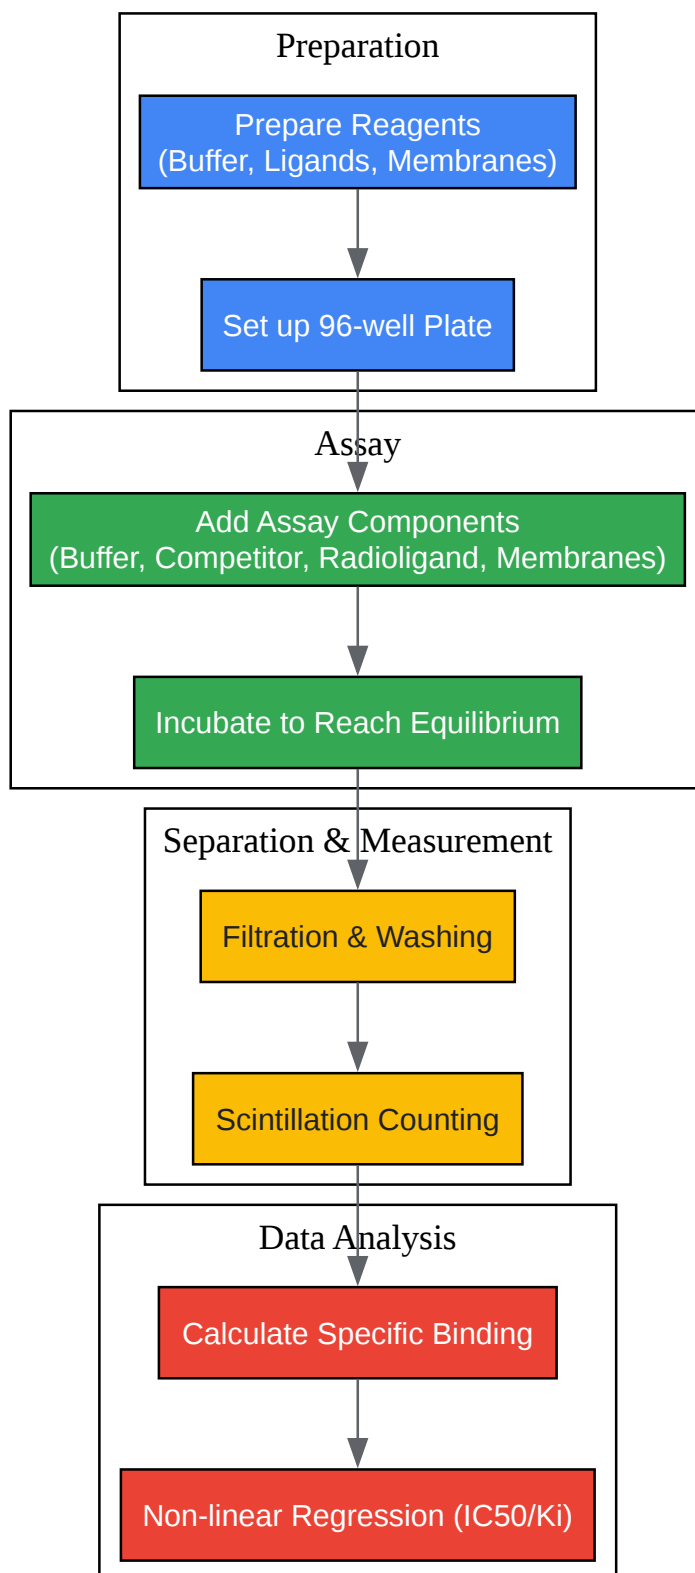 Preparation
Prepare Reagents
(Buffer, Ligands, Membranes)
Set up 96-well Plate
Assay
Add Assay Components
(Buffer, Competitor, Radioligand, Membranes)
Incubate to Reach Equilibrium
Separation & Measurement
Filtration & Washing
Scintillation Counting
Data Analysis
Calculate Specific Binding
Non-linear Regression (IC50/Ki)